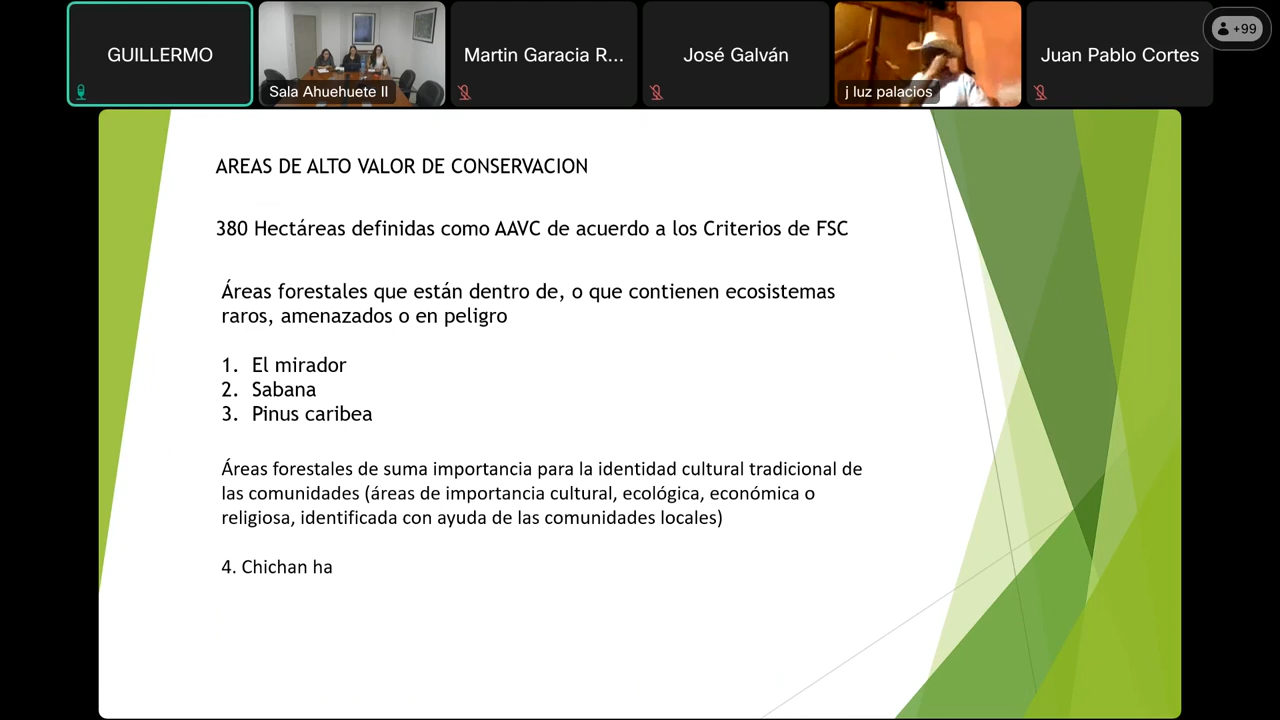 GUILLERMO
Sala Ahuehuete II
Martin Garacia R...
José Galván
j luz palacios
Juan Pablo Cortes
+99
AREAS DE ALTO VALOR DE CONSERVACION
380 Hectáreas definidas como AAVC de acuerdo a los Criterios de FSC
Áreas forestales que están dentro de, o que contienen ecosistemas
raros, amenazados o en peligro
1. El mirador
2. Sabana
3. Pinus caribea
Áreas forestales de suma importancia para la identidad cultural tradicional de
las comunidades (áreas de importancia cultural, ecológica, económica o
religiosa, identificada con ayuda de las comunidades locales)
4. Chichan ha